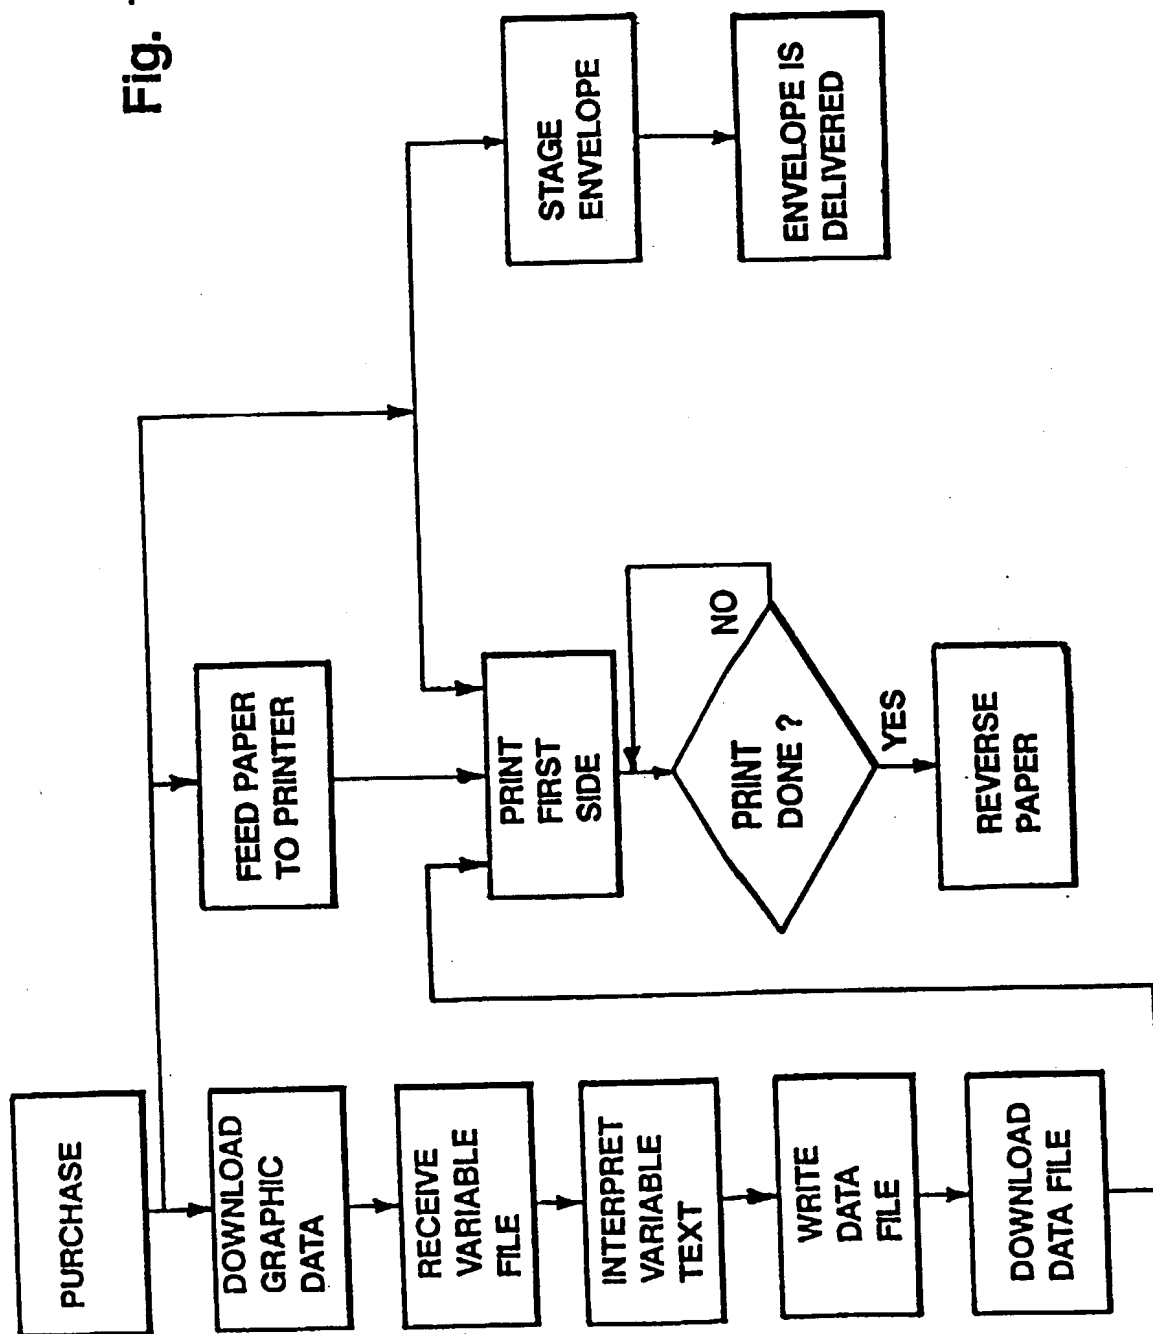 Fig.
PURCHASE
DOWNLOAD
GRAPHIC
DATA
RECEIVE
VARIABLE
FILE
INTERPRET
VARIABLE
TEXT
WRITE
DATA
FILE
DOWNLOAD
DATA FILE
FEED PAPER
TO PRINTER
PRINT
FIRST
SIDE
PRINT
DONE ?
NO
YES
REVERSE
PAPER
STAGE
ENVELOPE
ENVELOPE IS
DELIVERED